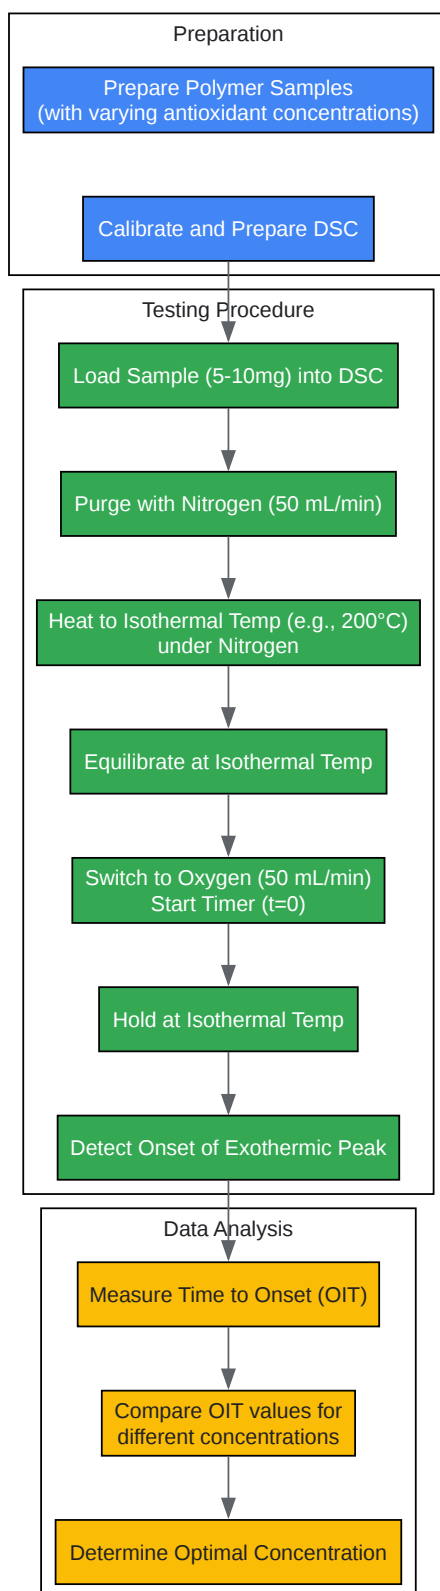 Preparation
Prepare Polymer Samples
(with varying antioxidant concentrations)
Calibrate and Prepare DSC
Testing Procedure
Load Sample (5-10mg) into DSC
Purge with Nitrogen (50 mL/min)
Heat to Isothermal Temp (e.g., 200°C)
under Nitrogen
Equilibrate at Isothermal Temp
Switch to Oxygen (50 mL/min)
Start Timer (t=0)
Hold at Isothermal Temp
Detect Onset of Exothermic Peak
Data Analysis
Measure Time to Onset (OIT)
Compare OIT values for
different concentrations
Determine Optimal Concentration